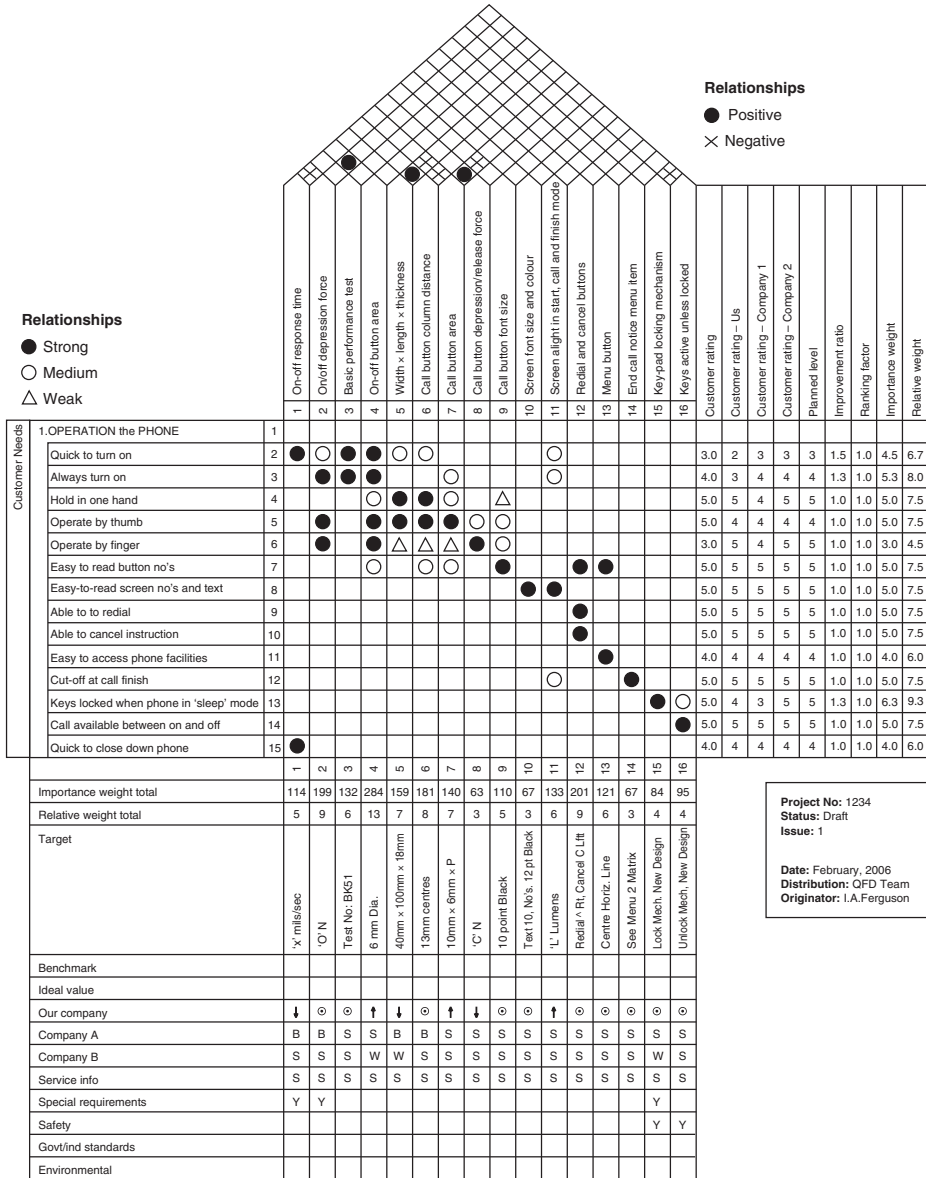 Relationships
Positive
Negative
Relationships
Strong
Medium
Weak
On-off response time
On/off depression force
Basic performance test
On-off button area
Width × length × thickness
Call button column distance
Call button area
Call button depression/release force
Call button font size
Screen font size and colour
Screen alight in start, call and finish mode
Redial and cancel buttons
Menu button
End call notice menu item
Key-pad locking mechanism
Keys active unless locked
Customer rating
Customer rating – Us
Customer rating – Company 1
Customer rating – Company 2
Planned level
Improvement ratio
Ranking factor
Importance weight
Relative weight
1 2 3 4 5 6 7 8 9 10 11 12 13 14 15 16
Customer Needs
1.OPERATION the PHONE 1
Quick to turn on 2 3.0 2 3 3 3 1.5 1.0 4.5 6.7
Always turn on 3 4.0 3 4 4 4 1.3 1.0 5.3 8.0
Hold in one hand 4 5.0 5 4 5 5 1.0 1.0 5.0 7.5
Operate by thumb 5 5.0 4 4 4 4 1.0 1.0 5.0 7.5
Operate by finger 6 3.0 5 4 5 5 1.0 1.0 3.0 4.5
Easy to read button no's 7 5.0 5 5 5 5 1.0 1.0 5.0 7.5
Easy-to-read screen no's and text 8 5.0 5 5 5 5 1.0 1.0 5.0 7.5
Able to to redial 9 5.0 5 5 5 5 1.0 1.0 5.0 7.5
Able to cancel instruction 10 5.0 5 5 5 5 1.0 1.0 5.0 7.5
Easy to access phone facilities 11 4.0 4 4 4 4 1.0 1.0 4.0 6.0
Cut-off at call finish 12 5.0 5 5 5 5 1.0 1.0 5.0 7.5
Keys locked when phone in 'sleep' mode 13 5.0 4 3 5 5 1.3 1.0 6.3 9.3
Call available between on and off 14 5.0 5 5 5 5 1.0 1.0 5.0 7.5
Quick to close down phone 15 4.0 4 4 4 4 1.0 1.0 4.0 6.0
1 2 3 4 5 6 7 8 9 10 11 12 13 14 15 16
Importance weight total 114 199 132 284 159 181 140 63 110 67 133 201 121 67 84 95
Relative weight total 5 9 6 13 7 8 7 3 5 3 6 9 6 3 4 4
Target
'x' mils/sec
'O' N
Test No: BK51
6 mm Dia.
40mm × 100mm × 18mm
13mm centres
10mm × 6mm × P
'C' N
10 point Black
Text 10, No's. 12 pt Black
'L' Lumens
Redial ^ Rt, Cancel C Lft
Centre Horiz. Line
See Menu 2 Matrix
Lock Mech. New Design
Unlock Mech, New Design
Benchmark
Ideal value
Our company
Company A B B S S B B S S S S S S S S S S
Company B S S S W W S S S S S S S S S W S
Service info S S S S S S S S S S S S S S S S
Special requirements Y Y Y
Safety Y Y
Govt/ind standards
Environmental
Project No: 1234
Status: Draft
Issue: 1
Date: February, 2006
Distribution: QFD Team
Originator: I.A.Ferguson